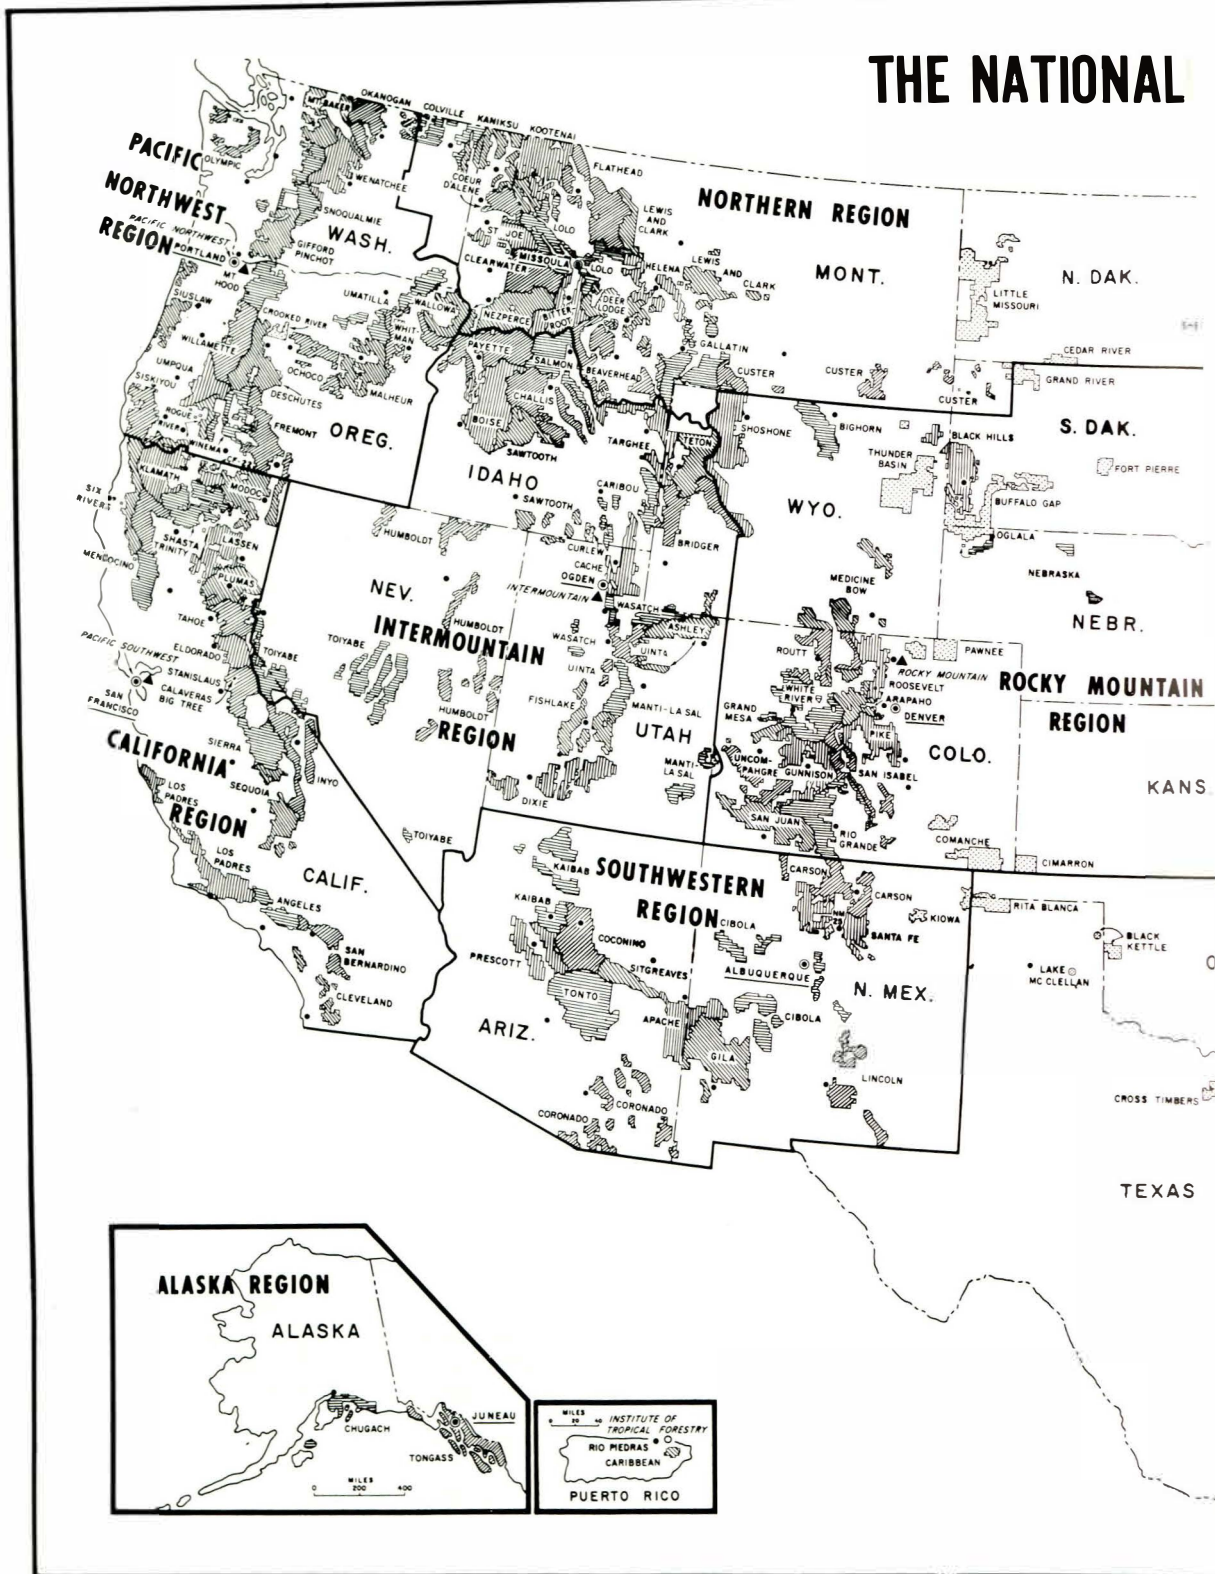 THE NATIONAL
OKANOGAN COLVILLE KANIKSU KOOTENAI
MT. BAKER
PACIFIC
NORTHWEST
REGION
OLYMPIC
WENATCHEE
COEUR
D'ALENE
FLATHEAD
SNOQUALMIE
WASH.
PACIFIC NORTHWEST
PORTLAND
GIFFORD
PINCHOT
MT
HOOD
ST JOE
LOLO
LEWIS
AND
CLARK
NORTHERN REGION
CLEARWATER
MISSOULA
LOLO
HELENA
LEWIS
AND
CLARK
MONT.
N. DAK.
LITTLE
MISSOURI
SIUSLAW
UMATILLA
WALLOWA
WHIT-
MAN
NEZPERCE
BITTER
ROOT
DEER
LODGE
CROOKED RIVER
WILLAMETTE
UMPQUA
SISKIYOU
OCHOCO
MALHEUR
DESCHUTES
PAYETTE
SALMON
BEAVERHEAD
GALLATIN
CUSTER
CUSTER
CUSTER
CEDAR RIVER
GRAND RIVER
CHALLIS
BOISE
SAWTOOTH
ROGUE
RIVER
WINEMA
FREMONT
OREG.
TARGHEE
TETON
SHOSHONE
BIGHORN
BLACK HILLS
S. DAK.
THUNDER
BASIN
FORT PIERRE
KLAMATH
MODOC
SIX
RIVERS
IDAHO
SAWTOOTH
CARIBOU
WYO.
BUFFALO GAP
OGLALA
HUMBOLDT
SHASTA
TRINITY
LASSEN
CURLEW
BRIDGER
MENDOCINO
PLUMAS
NEV.
CACHE
OGDEN
INTERMOUNTAIN
WASATCH
MEDICINE
BOW
NEBRASKA
NEBR.
TAHOE
HUMBOLDT
INTERMOUNTAIN
WASATCH
ASHLEY
UINTA
UINTA
PACIFIC SOUTHWEST
ELDORADO
TOIYABE
TOIYABE
ROUTT
PAWNEE
STANISLAUS
CALAVERAS
BIG TREE
SAN
FRANCISCO
ROCKY MOUNTAIN
ROOSEVELT
ARAPAHO
DENVER
ROCKY MOUNTAIN
REGION
WHITE
RIVER
GRAND
MESA
FISHLAKE
MANTI-LA SAL
HUMBOLDT
REGION
UTAH
PIKE
COLO.
CALIFORNIA
REGION
SIERRA
INYO
SEQUOIA
LOS
PADRES
MANTI-
LA SAL
UNCOM-
PAHGRE GUNNISON
SAN ISABEL
KANS.
DIXIE
SAN JUAN
RIO
GRANDE
TOIYABE
COMANCHE
CIMARRON
LOS
PADRES
CALIF.
KAIBAB
SOUTHWESTERN
REGION
CARSON
CARSON
KAIBAB
CIBOLA
KIOWA
RITA BLANCA
ANGELES
COCONINO
SANTA FE
BLACK
KETTLE
SAN
BERNARDINO
PRESCOTT
SITGREAVES
ALBUQUERQUE
LAKE
MC CLELLAN
CLEVELAND
TONTO
N. MEX.
ARIZ.
APACHE
CIBOLA
GILA
LINCOLN
CROSS TIMBERS
CORONADO
CORONADO
TEXAS
ALASKA REGION
ALASKA
JUNEAU
CHUGACH
TONGASS
MILES
0 200 400
MILES
0 20 40
INSTITUTE OF
TROPICAL FORESTRY
RIO PIEDRAS
CARIBBEAN
PUERTO RICO